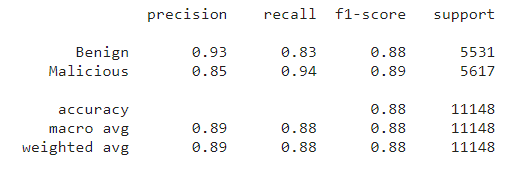 precision recall f1-score support
Benign 0.93 0.83 0.88 5531
Malicious 0.85 0.94 0.89 5617
accuracy 0.88 11148
macro avg 0.89 0.88 0.88 11148
weighted avg 0.89 0.88 0.88 11148